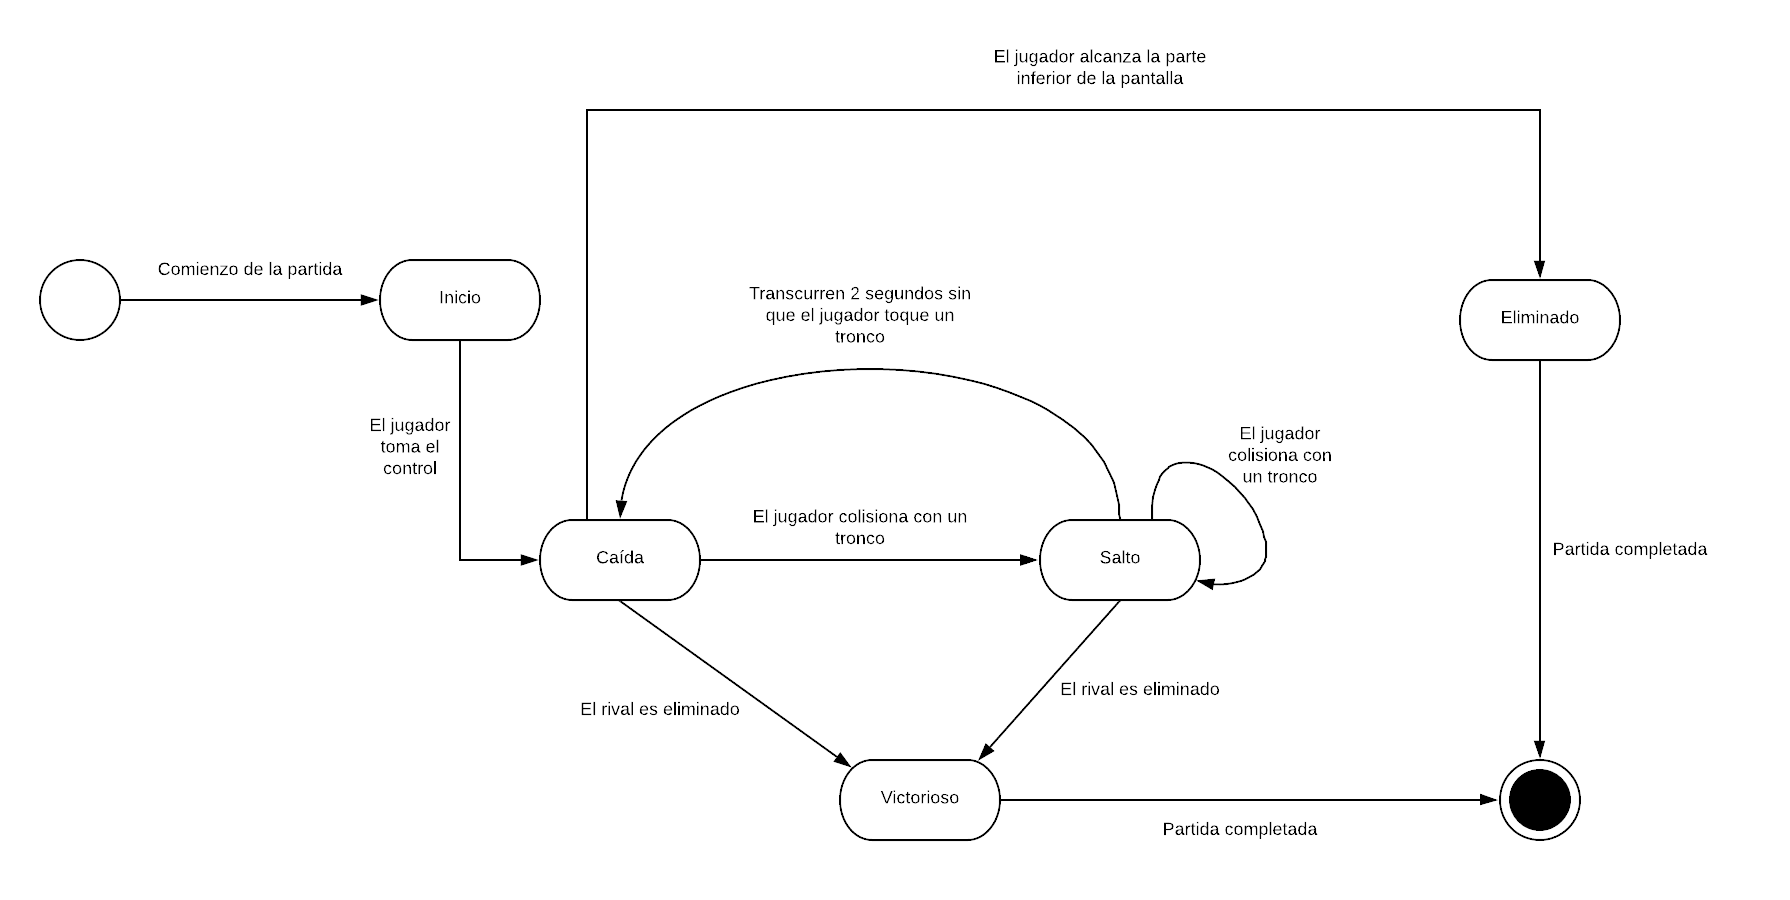 El jugador alcanza la parte
inferior de la pantalla
Comienzo de la partida
Inicio
Transcurren 2 segundos sin
que el jugador toque un
tronco
Eliminado
El jugador
toma el
control
El jugador
colisiona con
un tronco
El jugador colisiona con un
tronco
Caída
Salto
Partida completada
El rival es eliminado
El rival es eliminado
Victorioso
Partida completada